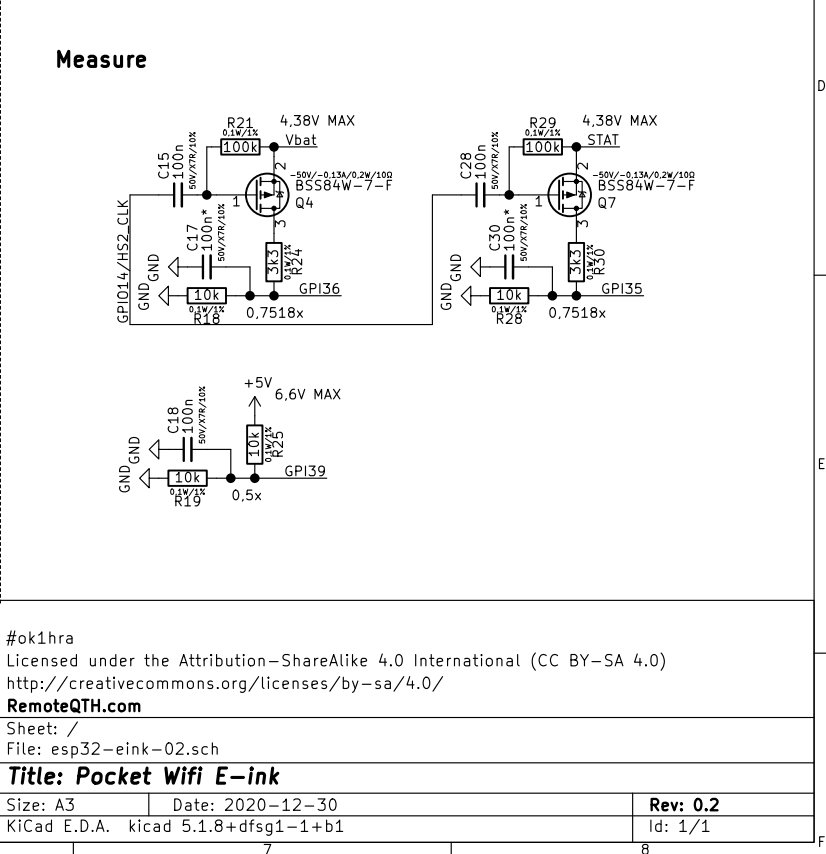 Measure
D
R21
0,1W/1%
100k
4,38V MAX
Vbat
C15
100n
50V/X7R/10%
2
-50V/-0,13A/0,2W/10Ω
BSS84W-7-F
Q4
1
3
GPIO14/HS2_CLK
C17
100n*
50V/X7R/10%
GND
3k3
0,1W/1%
R24
GND
10k
0,1W/1%
R18
GPI36
0,7518x
R29
0,1W/1%
100k
4,38V MAX
STAT
C28
100n
50V/X7R/10%
2
-50V/-0,13A/0,2W/10Ω
BSS84W-7-F
Q7
1
3
C30
100n*
50V/X7R/10%
GND
3k3
0,1W/1%
R30
GND
10k
0,1W/1%
R28
GPI35
0,7518x
+5V
6,6V MAX
C18
100n
50V/X7R/10%
GND
10k
0,1W/1%
R25
GND
10k
0,1W/1%
R19
GPI39
0,5x
E
#ok1hra
Licensed under the Attribution-ShareAlike 4.0 International (CC BY-SA 4.0)
http://creativecommons.org/licenses/by-sa/4.0/
RemoteQTH.com
Sheet: /
File: esp32-eink-02.sch
Title: Pocket Wifi E-ink
Size: A3
Date: 2020-12-30
Rev: 0.2
KiCad E.D.A. kicad 5.1.8+dfsg1-1+b1
Id: 1/1
F
7
8